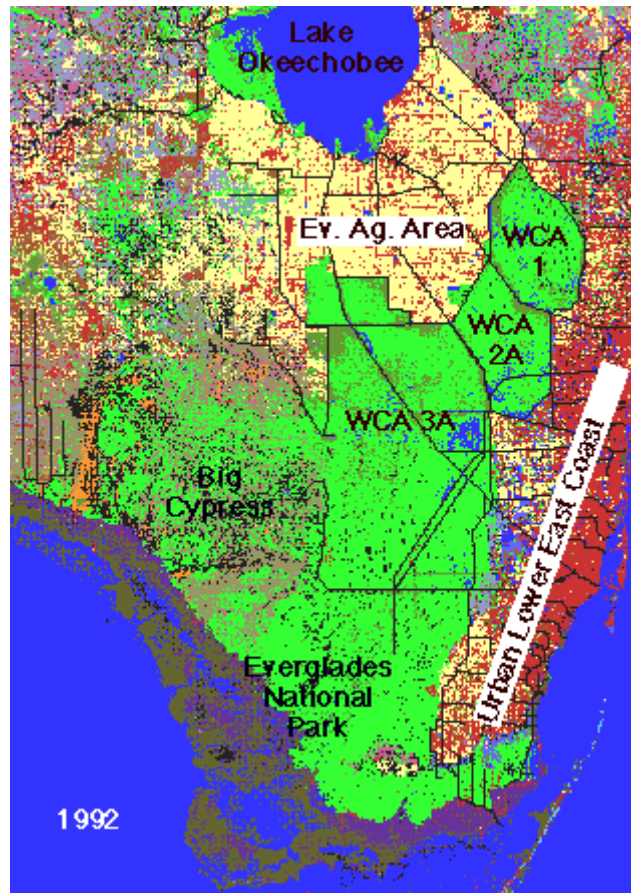 Lake
Okeechobee
Ev. Ag. Area
WCA
1
WCA
2A
WCA 3A
Big
Cypress
Urban Lower East Coast
Everglades
National
Park
1992